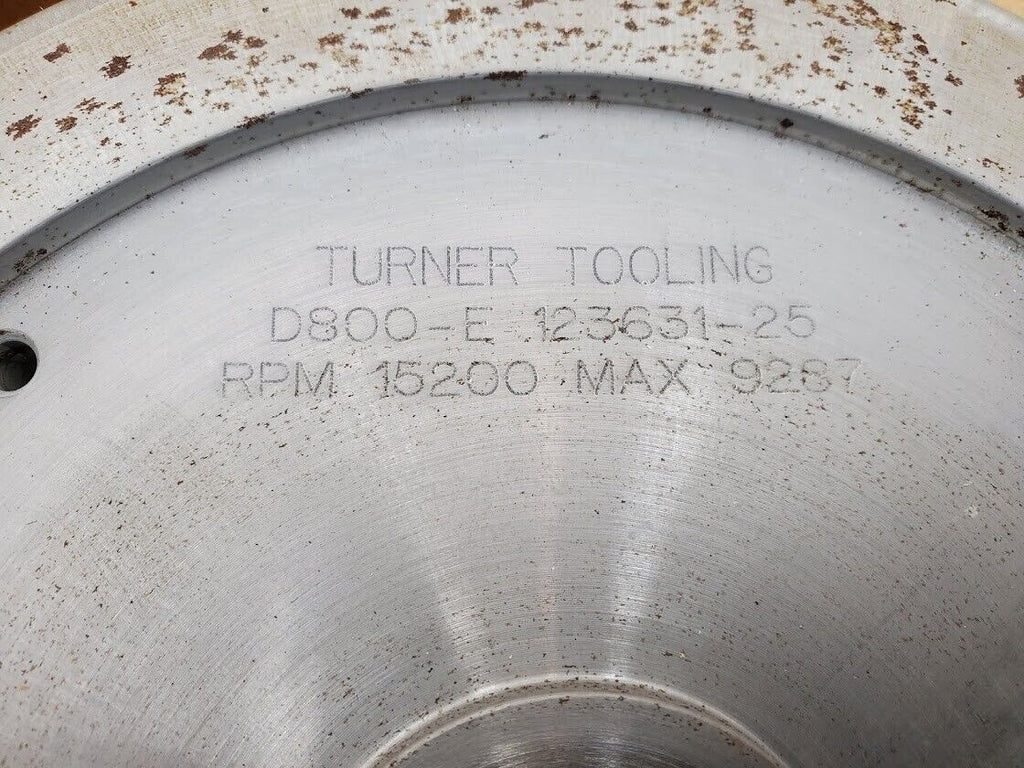 TURNER TOOLING
D800-E 123631-25
RPM 15200 MAX 9287